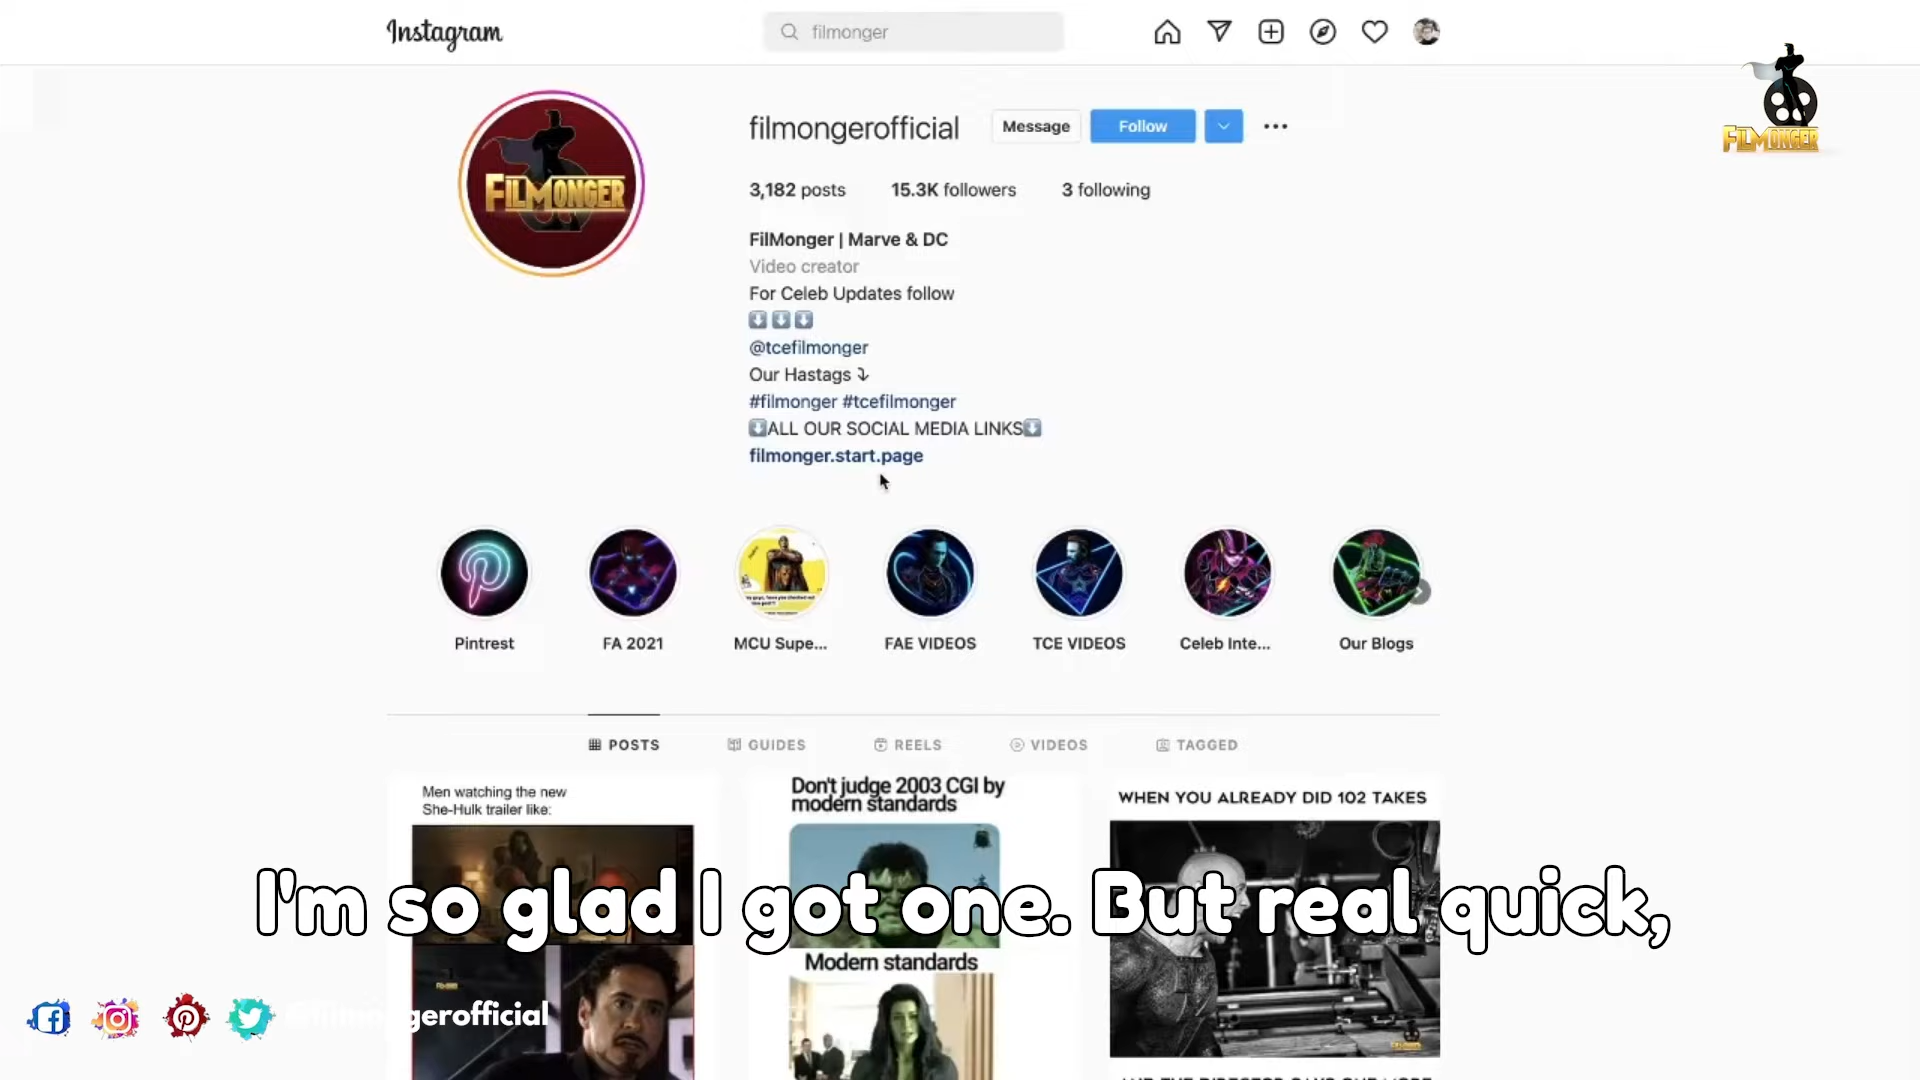 Instagram
filmonger
FILMONGER
FILMONGER
filmongerofficial
Message
Follow
3,182 posts
15.3K followers
3 following
FilMonger | Marve & DC
Video creator
For Celeb Updates follow
⬇️⬇️⬇️
@tcefilmonger
Our Hastags ⤵
#filmonger #tcefilmonger
⬇️ALL OUR SOCIAL MEDIA LINKS⬇️
filmonger.start.page
Pintrest
FA 2021
MCU Supe...
FAE VIDEOS
TCE VIDEOS
Celeb Inte...
Our Blogs
POSTS
GUIDES
REELS
VIDEOS
TAGGED
Men watching the new
She-Hulk trailer like:
Don't judge 2003 CGI by
modern standards
WHEN YOU ALREADY DID 102 TAKES
I'm so glad I got one. But real quick,
Modern standards
@filmongerofficial